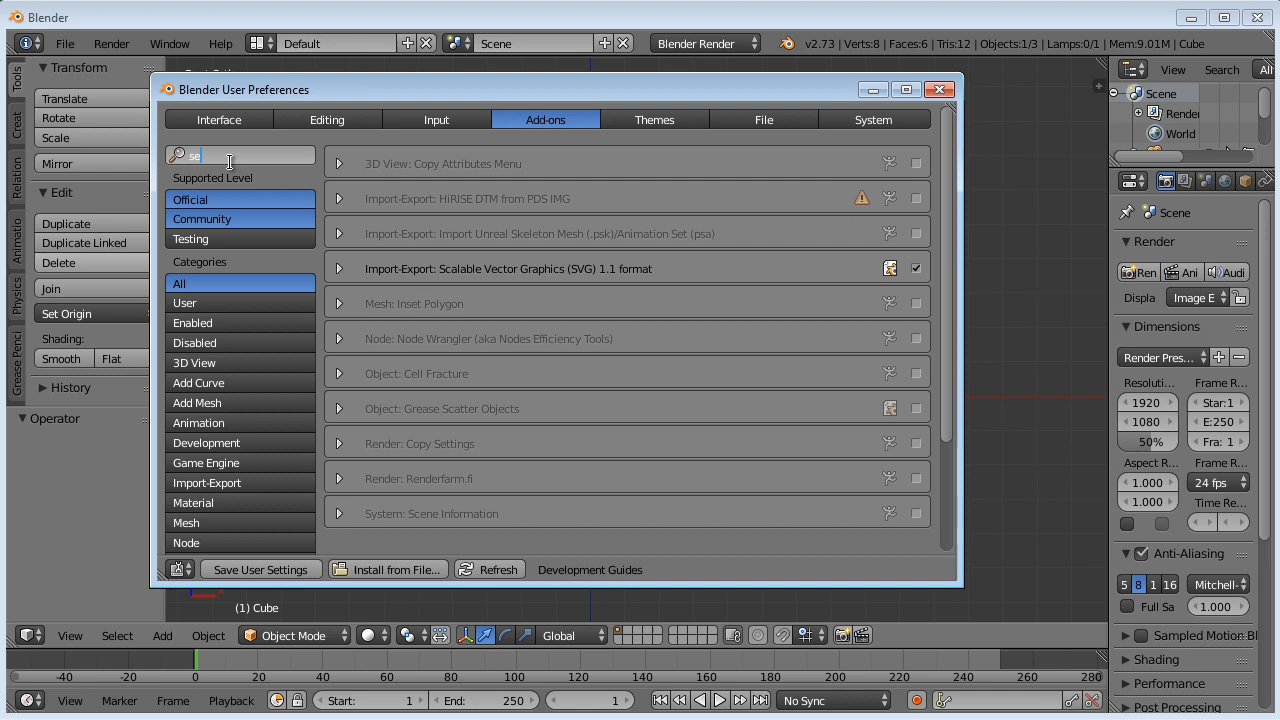 Blender
File Render Window Help Default Scene Blender Render v2.73 | Verts:8 | Faces:6 | Tris:12 | Objects:1/3 | Lamps:0/1 | Mem:9.01M | Cube
Tools
Creat
Relation
Animatio
Physics
Grease Penci
Transform
Translate
Rotate
Scale
Mirror
Edit
Duplicate
Duplicate Linked
Delete
Join
Set Origin
Shading:
Smooth Flat
History
Operator
Blender User Preferences
Interface Editing Input Add-ons Themes File System
se
Supported Level
Official
Community
Testing
Categories
All
User
Enabled
Disabled
3D View
Add Curve
Add Mesh
Animation
Development
Game Engine
Import-Export
Material
Mesh
Node
3D View: Copy Attributes Menu
Import-Export: HiRISE DTM from PDS IMG
Import-Export: Import Unreal Skeleton Mesh (.psk)/Animation Set (psa)
Import-Export: Scalable Vector Graphics (SVG) 1.1 format
Mesh: Inset Polygon
Node: Node Wrangler (aka Nodes Efficiency Tools)
Object: Cell Fracture
Object: Grease Scatter Objects
Render: Copy Settings
Render: Renderfarm.fi
System: Scene Information
Save User Settings Install from File... Refresh Development Guides
(1) Cube
View Search All
Scene
Render
World
Scene
Render
Ren Ani Audi
Displa Image E
Dimensions
Render Pres...
Resoluti... Frame R...
1920 Star:1
1080 E:250
50% Fra: 1
Aspect R... Frame R...
1.000 24 fps
1.000 Time Re...
Anti-Aliasing
5 8 1 16 Mitchell-
Full Sa 1.000
Sampled Motion Bl
Shading
Performance
Post Processing
View Select Add Object Object Mode Global
-40 -20 0 20 40 60 80 100 120 140 160 180 200 220 240 260 280
View Marker Frame Playback Start: 1 End: 250 1 No Sync